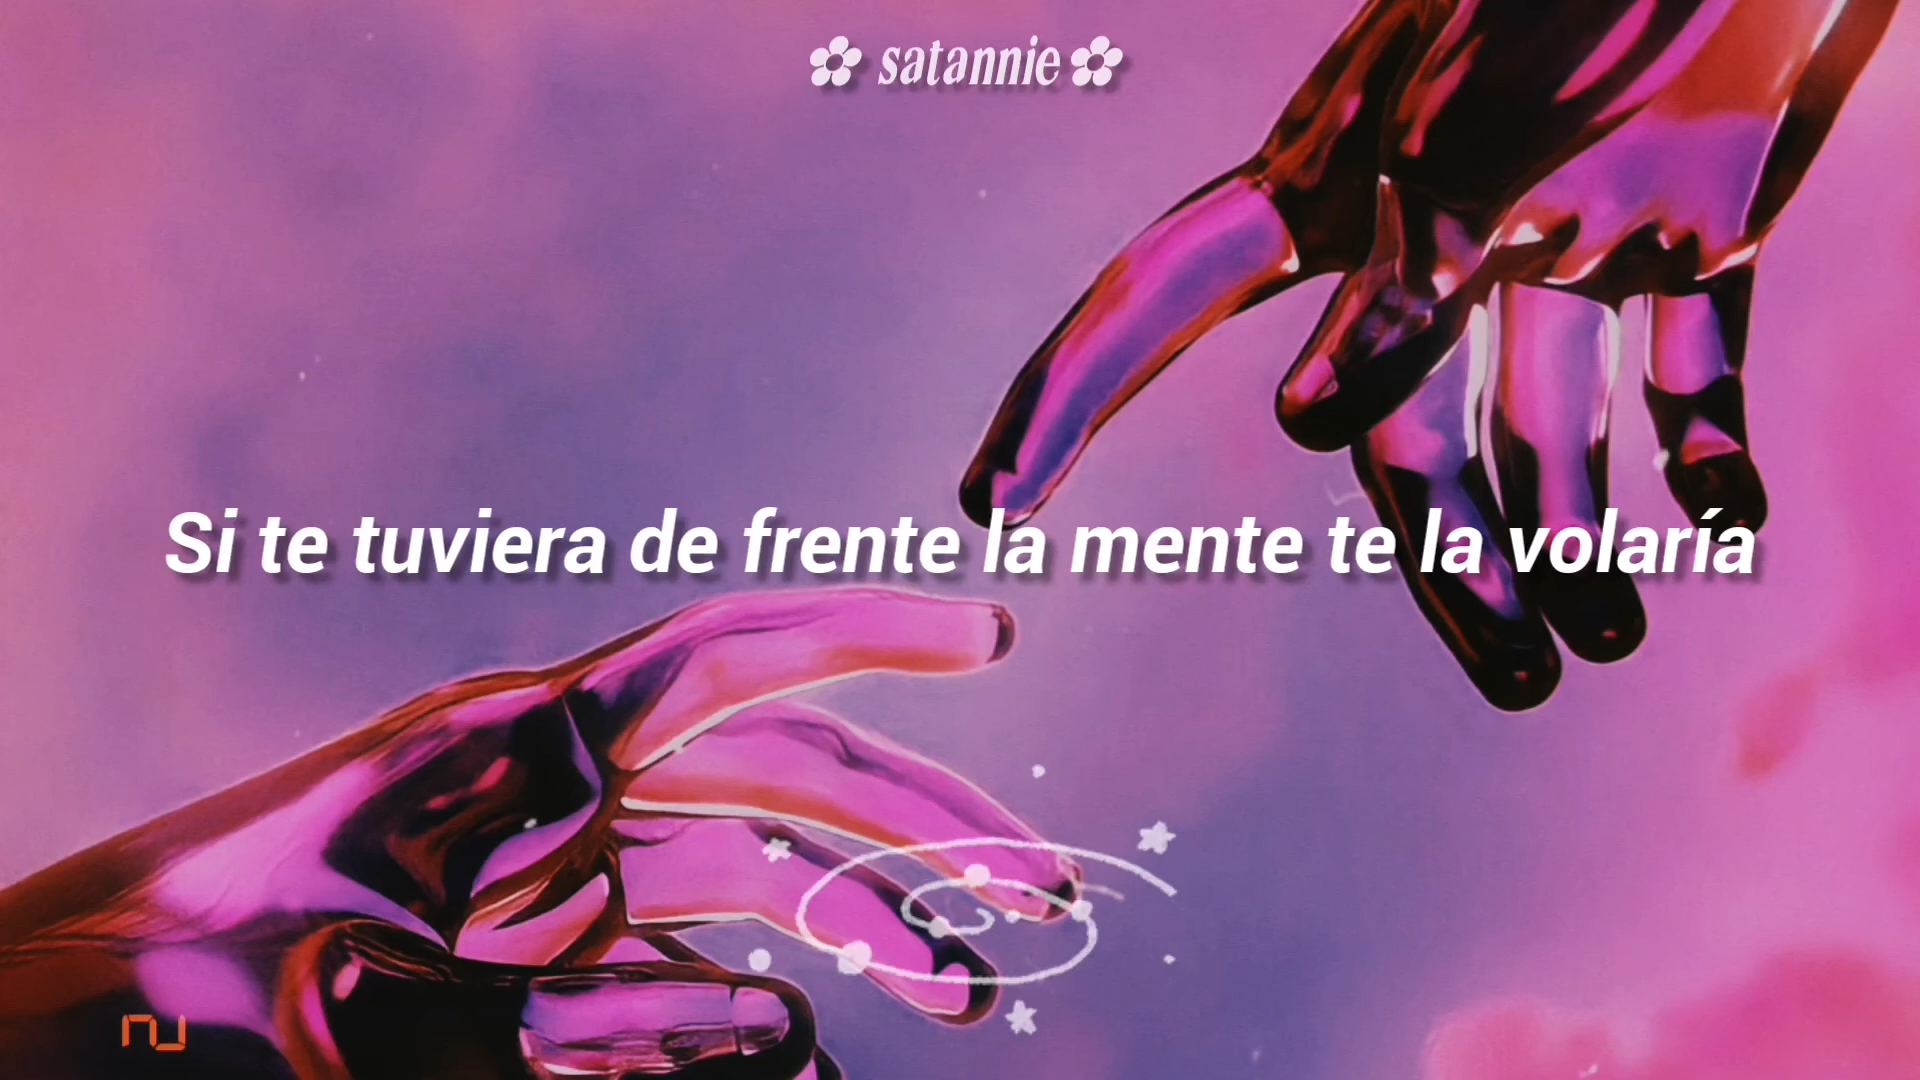 satannie
Si te tuviera de frente la mente te la volaría